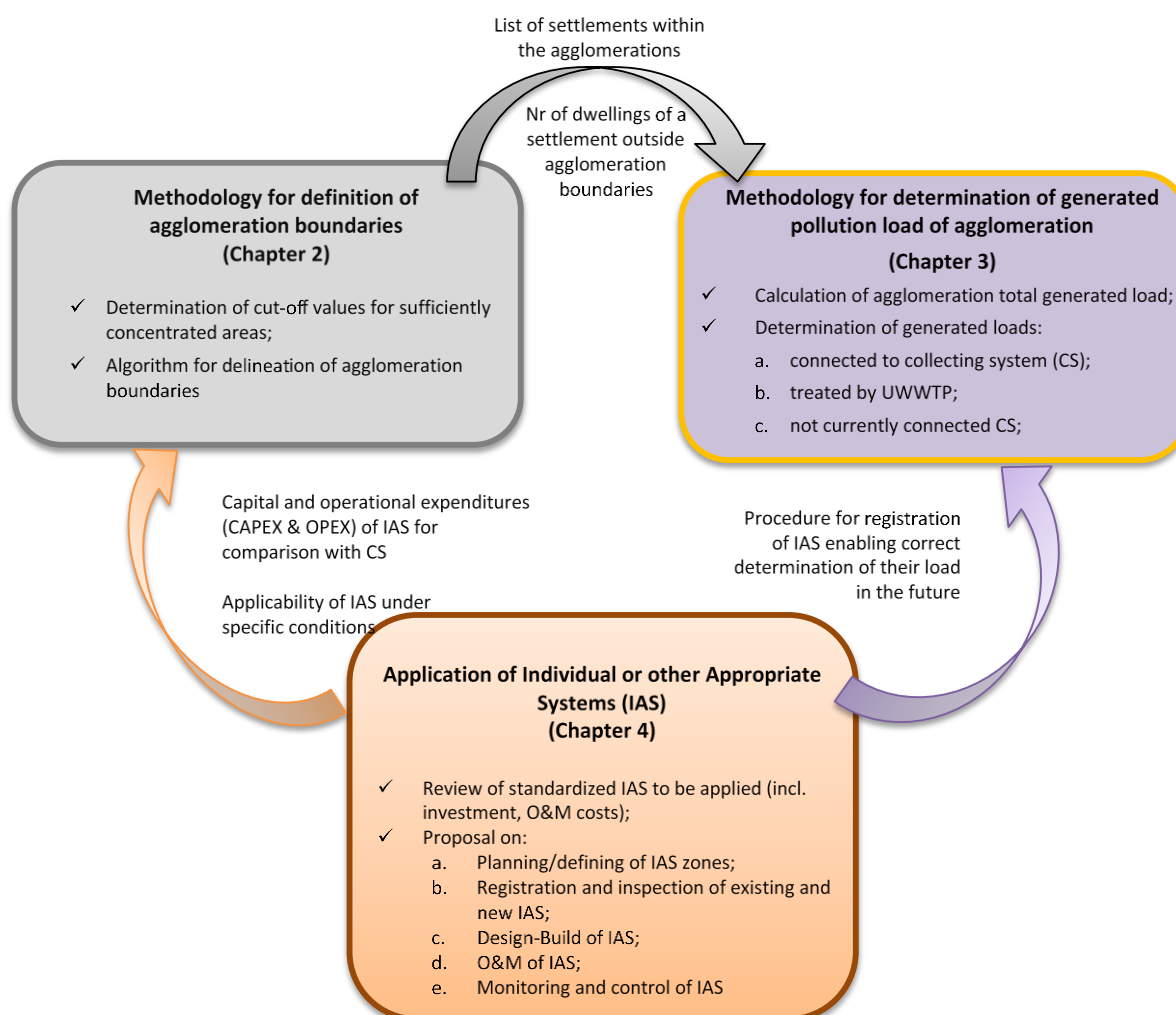 List of settlements within
the agglomerations
Nr of dwellings of a
settlement outside
agglomeration
boundaries
Methodology for definition of
agglomeration boundaries
(Chapter 2)
✓ Determination of cut-off values for sufficiently
concentrated areas;
✓ Algorithm for delineation of agglomeration
boundaries
Methodology for determination of generated
pollution load of agglomeration
(Chapter 3)
✓ Calculation of agglomeration total generated load;
✓ Determination of generated loads:
a. connected to collecting system (CS);
b. treated by UWWTP;
c. not currently connected CS;
Capital and operational expenditures
(CAPEX & OPEX) of IAS for
comparison with CS
Applicability of IAS under
specific conditions
Procedure for registration
of IAS enabling correct
determination of their load
in the future
Application of Individual or other Appropriate
Systems (IAS)
(Chapter 4)
✓ Review of standardized IAS to be applied (incl.
investment, O&M costs);
✓ Proposal on:
a. Planning/defining of IAS zones;
b. Registration and inspection of existing and
new IAS;
c. Design-Build of IAS;
d. O&M of IAS;
e. Monitoring and control of IAS